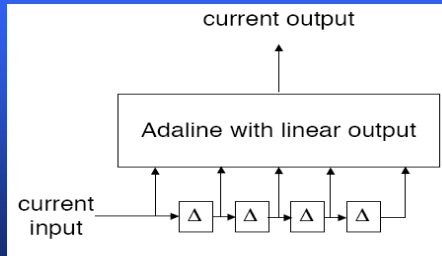 current output
Adaline with linear output
current
input
Δ Δ Δ Δ